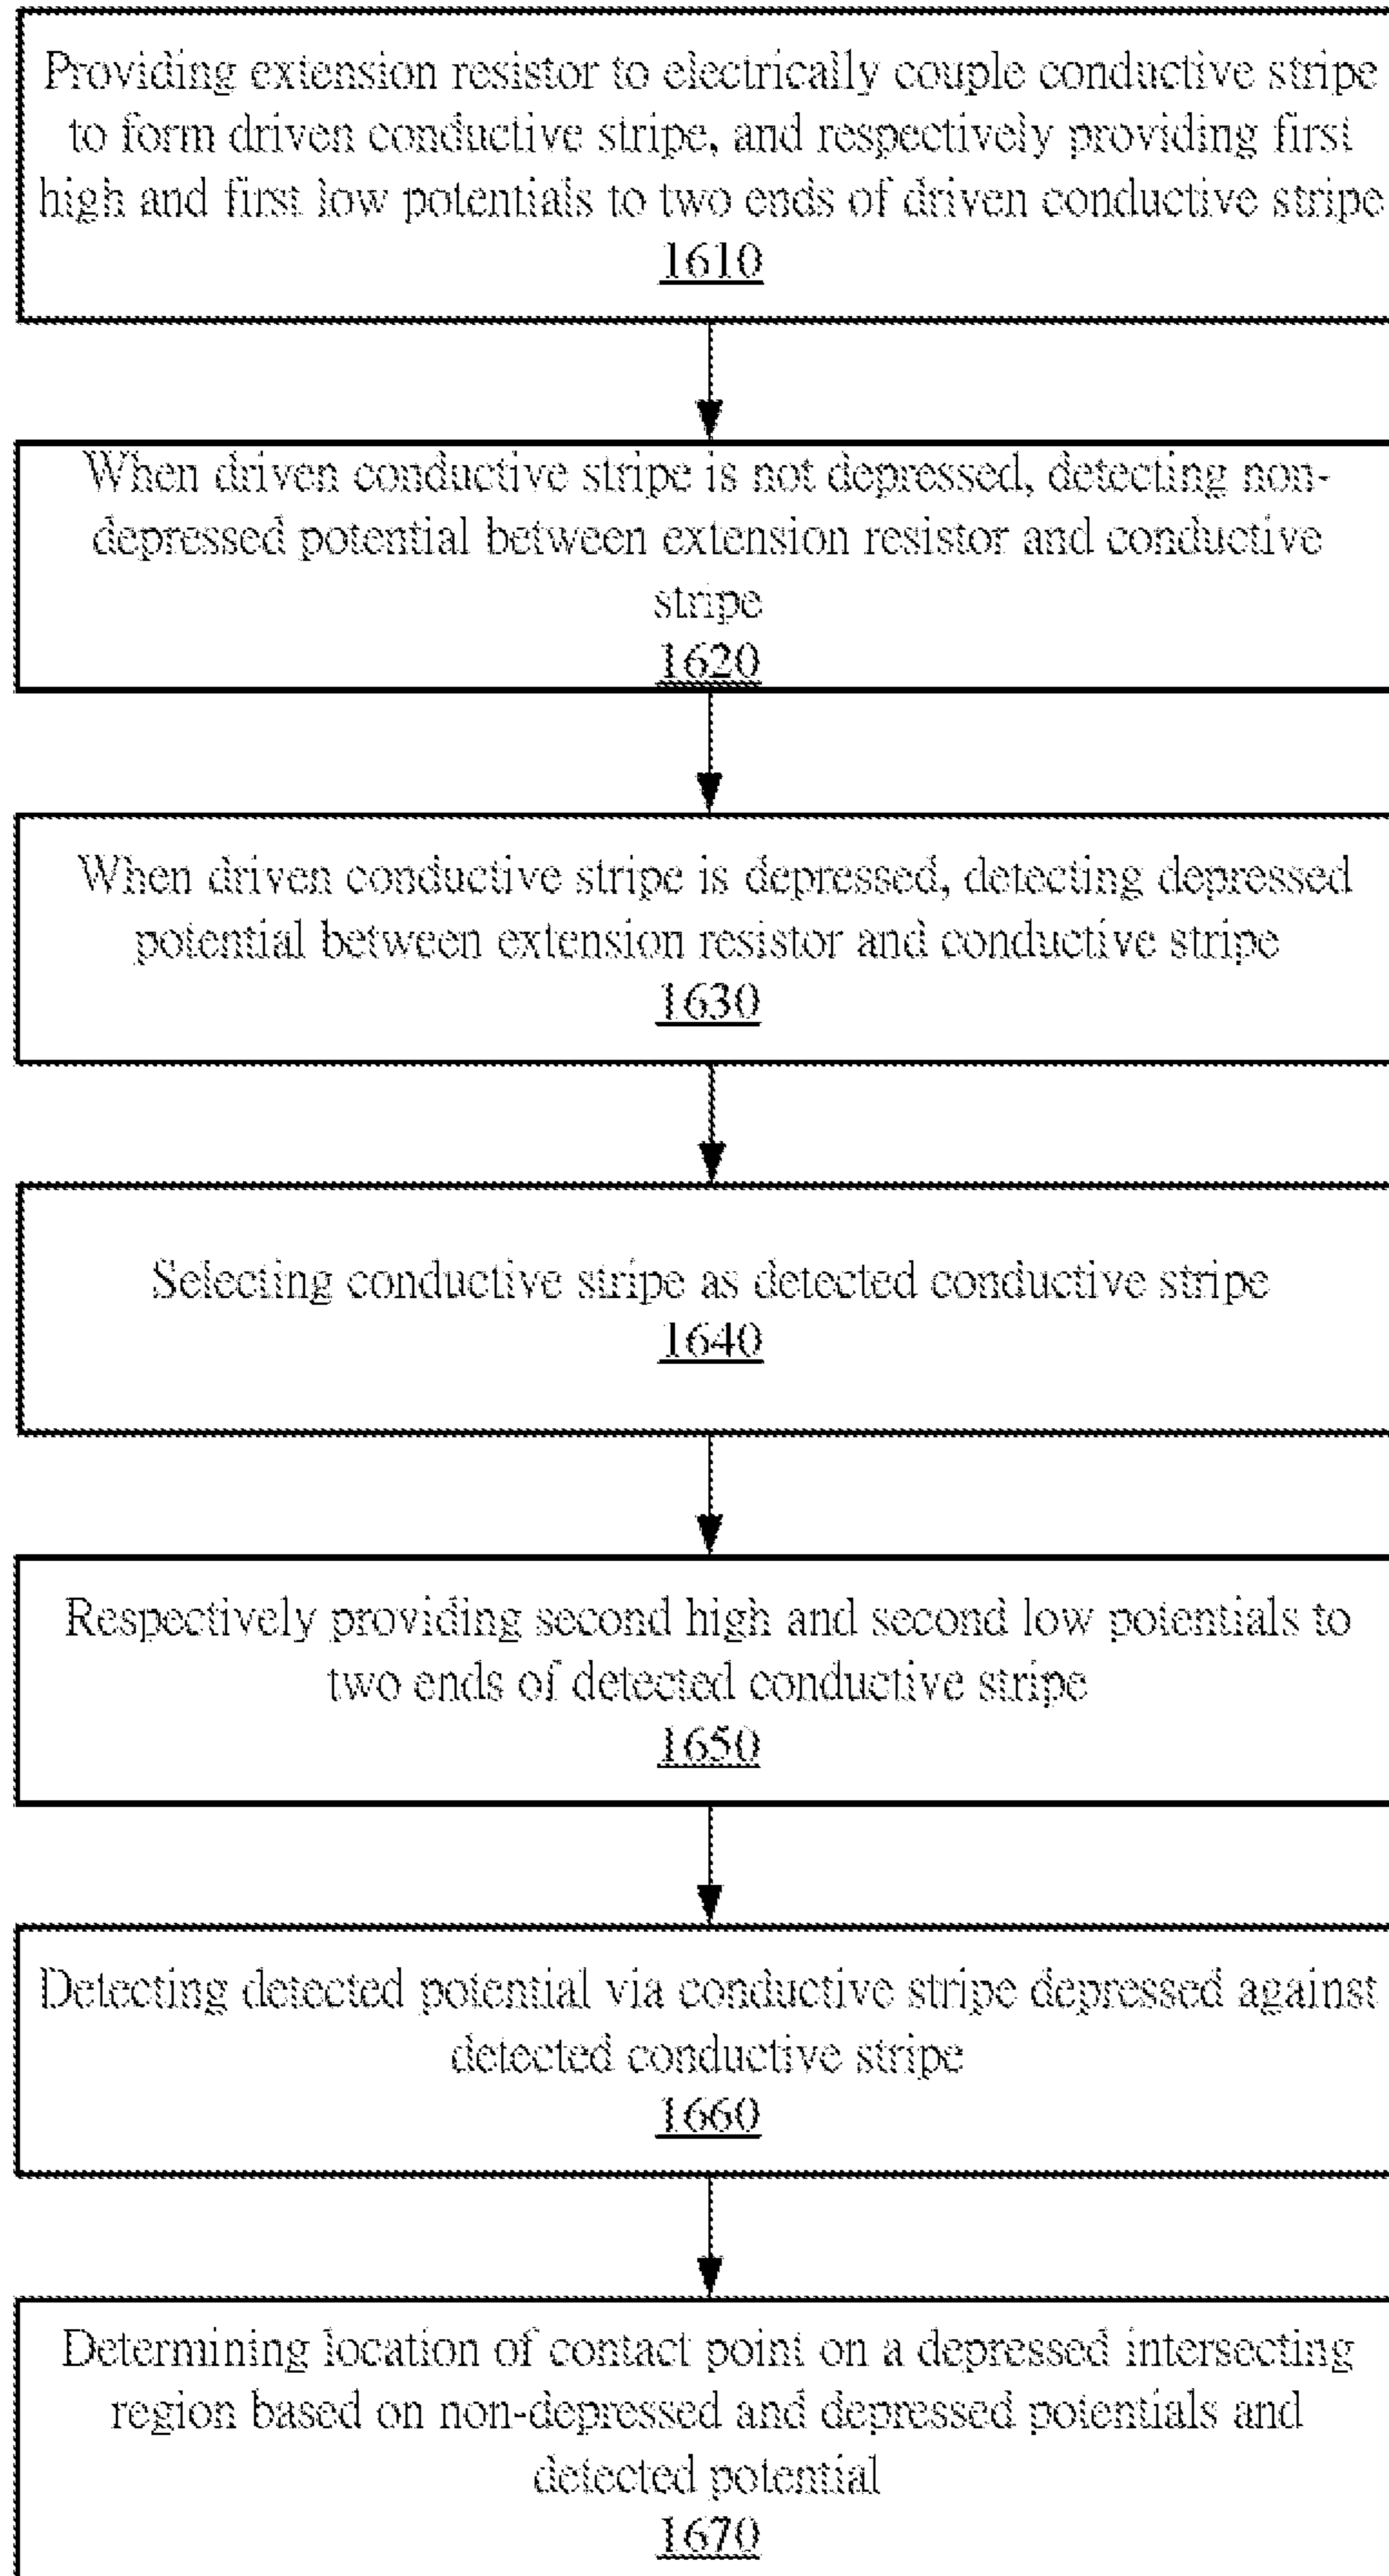 Providing extension resistor to electrically couple conductive stripe
to form driven conductive stripe, and respectively providing first
high and first low potentials to two ends of driven conductive stripe
1610
When driven conductive stripe is not depressed, detecting non-
depressed potential between extension resistor and conductive
stripe
1620
When driven conductive stripe is depressed, detecting depressed
potential between extension resistor and conductive stripe
1630
Selecting conductive stripe as detected conductive stripe
1640
Respectively providing second high and second low potentials to
two ends of detected conductive stripe
1650
Detecting detected potential via conductive stripe depressed against
detected conductive stripe
1660
Determining location of contact point on a depressed intersecting
region based on non-depressed and depressed potentials and
detected potential
1670